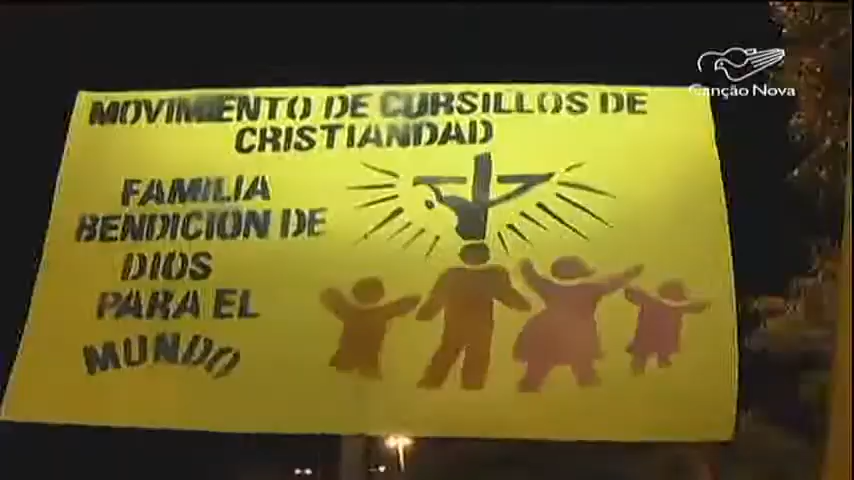 Canção Nova
MOVIMIENTO DE CURSILLOS DE
CRISTIANDAD
FAMILIA
BENDICION DE
DIOS
PARA EL
MUNDO